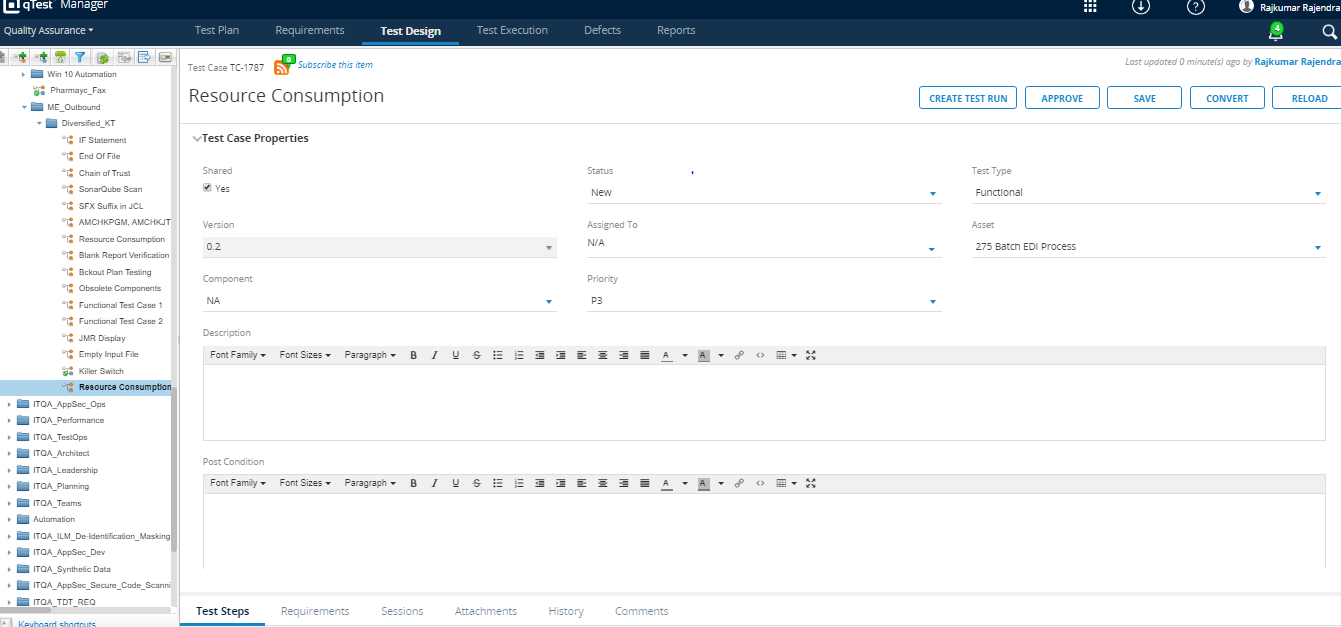 qTest Manager
Rajkumar Rajendra
Quality Assurance
Test Plan
Requirements
Test Design
Test Execution
Defects
Reports
4
Win 10 Automation
Pharmayc_Fax
ME_Outbound
Diversified_KT
IF Statement
End Of File
Chain of Trust
SonarQube Scan
SFX Suffix in JCL
AMCHKPGM, AMCHKJT
Resource Consumption
Blank Report Verification
Bckout Plan Testing
Obsolete Components
Functional Test Case 1
Functional Test Case 2
JMR Display
Empty Input File
Killer Switch
Resource Consumption
ITQA_AppSec_Ops
ITQA_Performance
ITQA_TestOps
ITQA_Architect
ITQA_Leadership
ITQA_Planning
ITQA_Teams
Automation
ITQA_ILM_De-Identification_Masking
ITQA_AppSec_Dev
ITQA_Synthetic Data
ITQA_AppSec_Secure_Code_Scanni
ITQA_TDT_REQ
Keyboard shortcuts
Test Case TC-1787
0
Subscribe this item
Last updated 0 minute(s) ago by Rajkumar Rajendra
Resource Consumption
CREATE TEST RUN
APPROVE
SAVE
CONVERT
RELOAD
Test Case Properties
Shared
Yes
Status
New
Test Type
Functional
Version
0.2
Assigned To
N/A
Asset
275 Batch EDI Process
Component
NA
Priority
P3
Description
Font Family Font Sizes Paragraph B I U S A A
Post Condition
Font Family Font Sizes Paragraph B I U S A A
Test Steps
Requirements
Sessions
Attachments
History
Comments